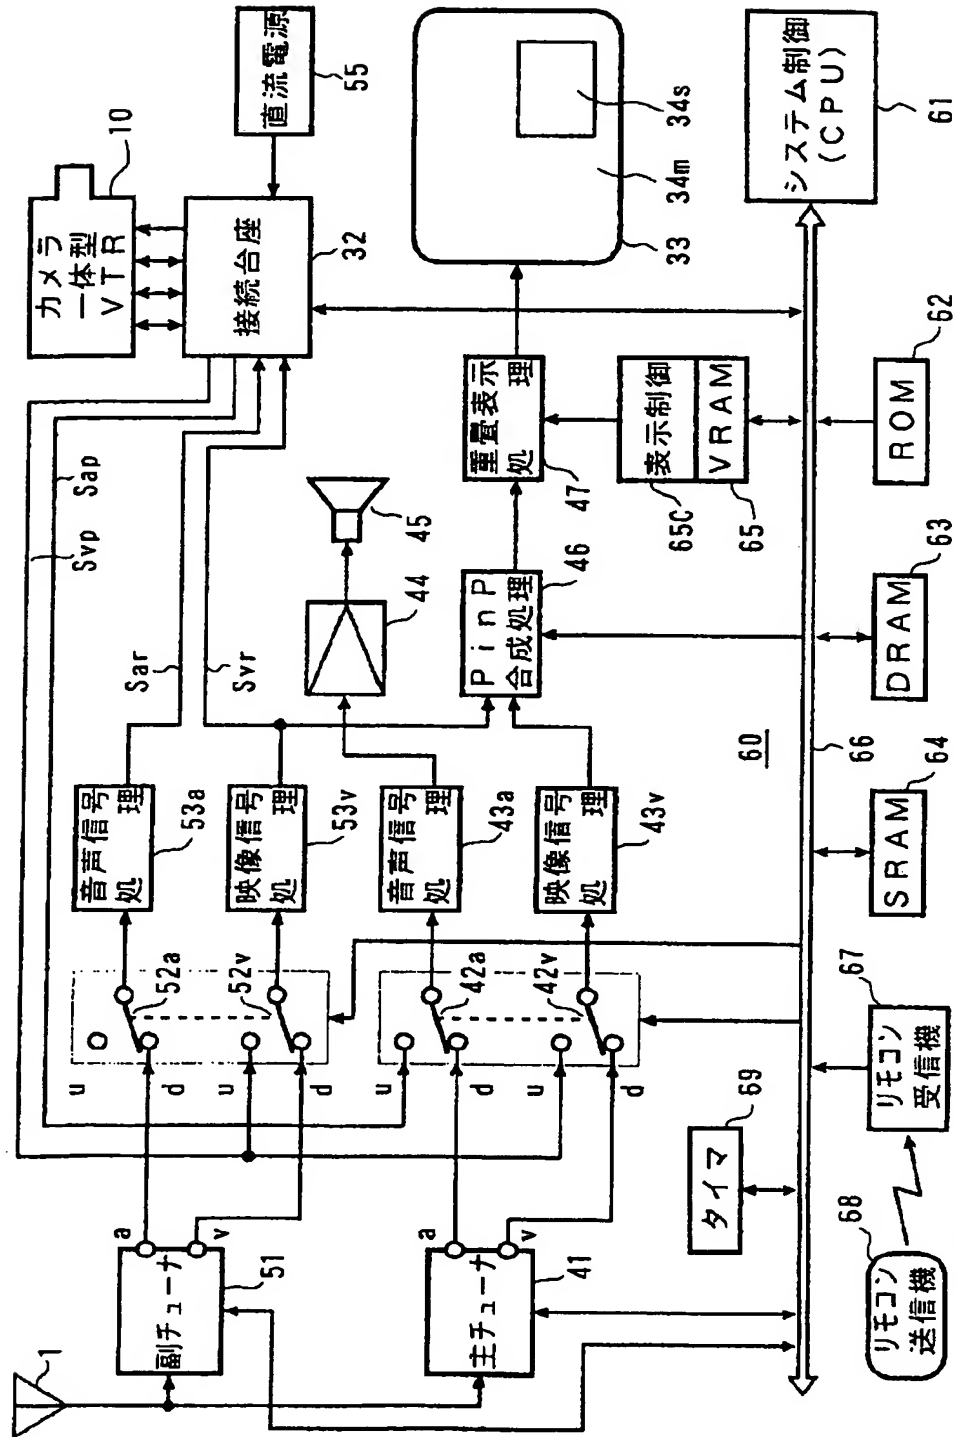 1
副チューナ
51
a
v
主チューナ
41
a
v
u
d
u
d
52a
52v
u
d
u
d
42a
42v
音声信号
処理
53a
映像信号
処理
53v
音声信号
処理
43a
映像信号
処理
43v
Svp
Sap
Sar
Svr
44
45
PinP
合成処理
46
重畳表示
処理
47
カメラ
一体型
VTR
10
接続台座
32
直流電源
55
33
34m
34s
表示制御
VRAM
65C
65
システム制御
(CPU)
61
ROM
62
DRAM
63
SRAM
64
60
66
リモコン
受信機
67
リモコン
送信機
68
タイマ
69